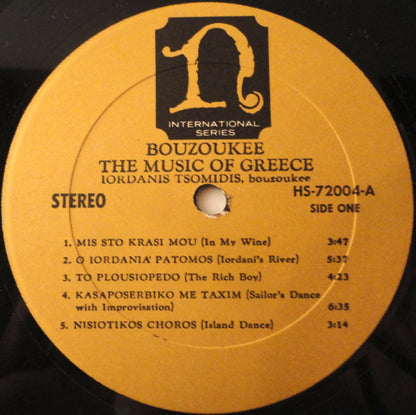 n
INTERNATIONAL
SERIES
BOUZOUKEE
THE MUSIC OF GREECE
IORDANIS TSOMIDIS, bouzoukee
STEREO
HS-72004-A
SIDE ONE
1. MIS STO KRASI MOU (In My Wine) 3:47
2. O IORDANIA' PATOMOS (Iordani's River) 5:37
3. TO PLOUSIOPEDO (The Rich Boy) 4:23
4. KASAPOSERBIKO ME TAXIM (Sailor's Dance
with Improvisation) 6:35
5. NISIOTIKOS CHOROS (Island Dance) 3:14